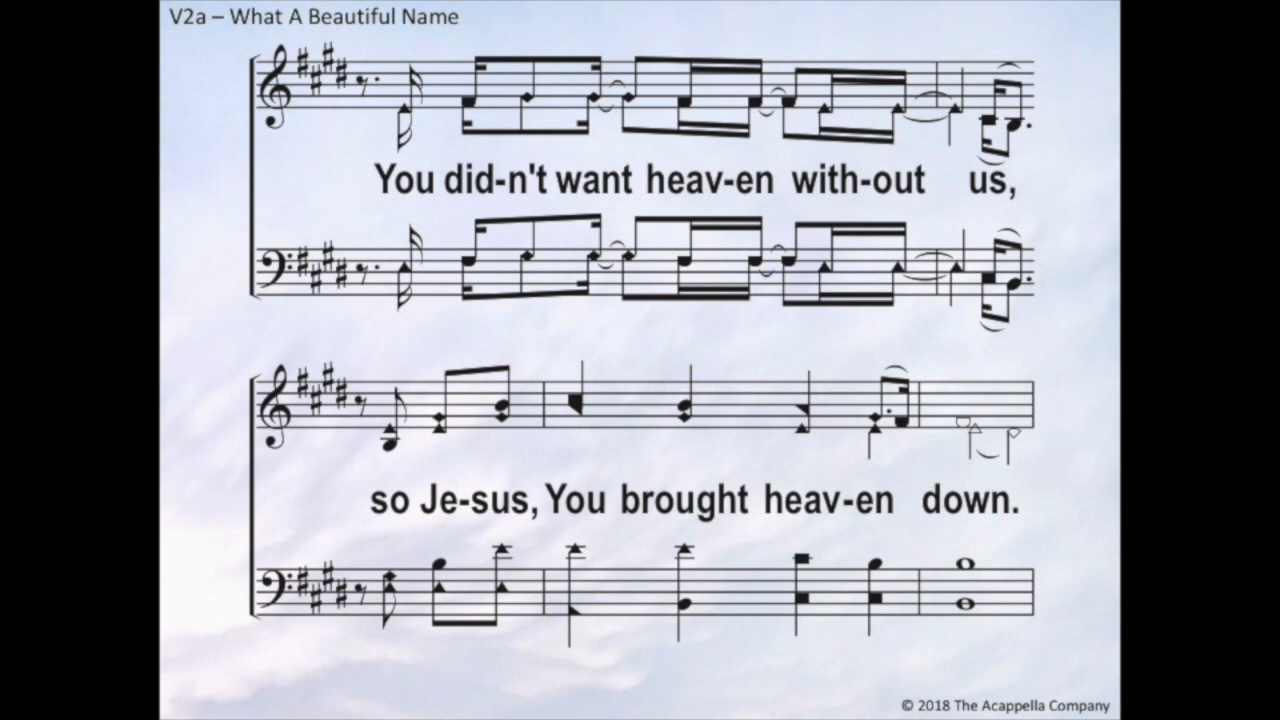 V2a – What A Beautiful Name
You did-n't want heav-en with-out us,
so Je-sus, You brought heav-en down.
© 2018 The Acappella Company